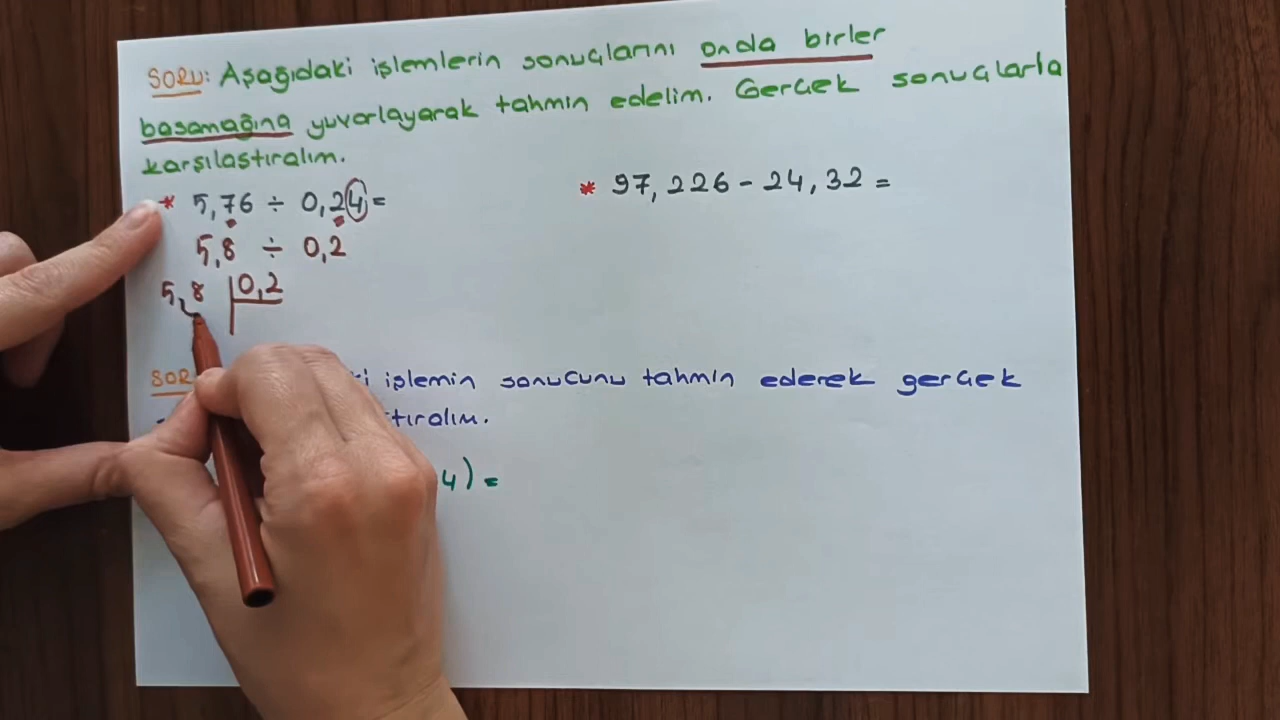 SORU: Aşağıdaki işlemlerin sonuçlarını onda birler
basamağına yuvarlayarak tahmin edelim. Gerçek sonuçlarla
karşılaştıralım.
* 5,76 ÷ 0,24 =
* 97,226 - 24,32 =
5,8 ÷ 0,2
5,8 0,2
SOR işlemin sonucunu tahmin ederek gerçek
tıralım.
4) =